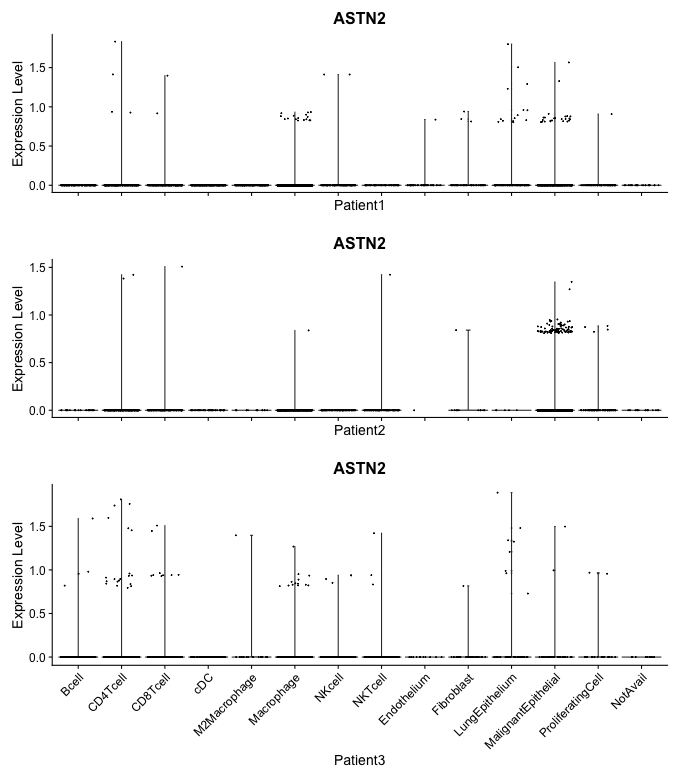 ASTN2
Expression Level
1.5
1.0
0.5
0.0
Patient1
ASTN2
Expression Level
1.5
1.0
0.5
0.0
Patient2
ASTN2
Expression Level
1.5
1.0
0.5
0.0
Bcell
CD4Tcell
CD8Tcell
cDC
M2Macrophage
Macrophage
NKcell
NKTcell
Endothelium
Fibroblast
LungEpithelium
MalignantEpithelial
ProliferatingCell
NotAvail
Patient3